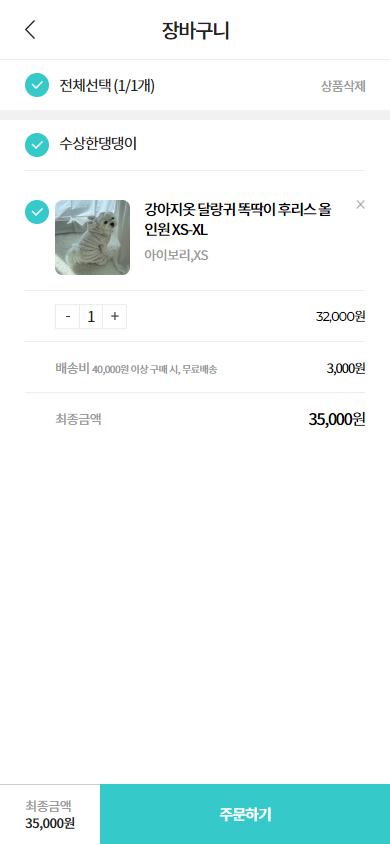 장바구니
전체선택 (1/1개)
상품삭제
수상한댕댕이
강아지옷 달랑귀 똑딱이 후리스 올
인원 XS-XL
아이보리,XS
- 1 +
32,000원
배송비 40,000원 이상 구매 시, 무료배송
3,000원
최종금액
35,000원
최종금액
35,000원
주문하기